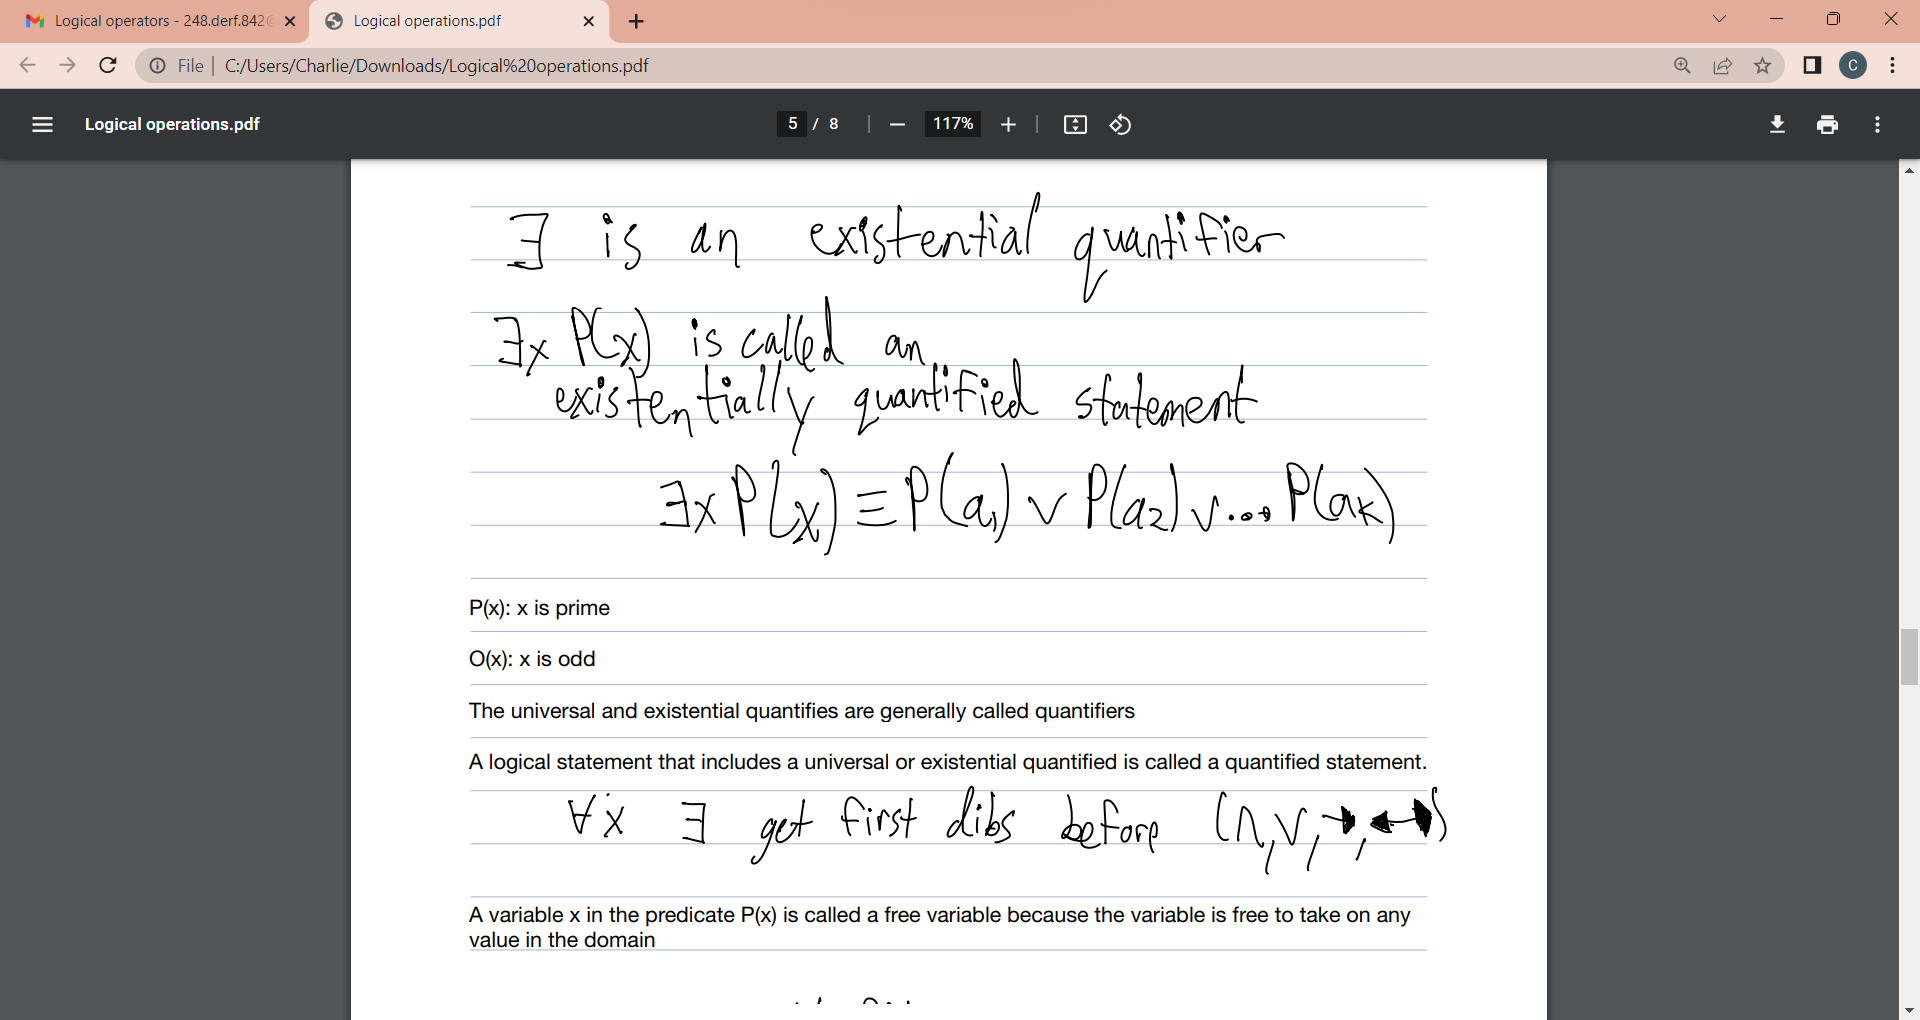 Logical operators - 248.derf.842@
Logical operations.pdf
File | C:/Users/Charlie/Downloads/Logical%20operations.pdf
C
Logical operations.pdf
5 / 8
117%
∃ is an existential quantifier
∃x P(x) is called an
existentially quantified statement
∃x P(x) ≡ P(a₁) ∨ P(a₂) ∨ ... P(aₖ)
P(x): x is prime
O(x): x is odd
The universal and existential quantifies are generally called quantifiers
A logical statement that includes a universal or existential quantified is called a quantified statement.
∀x ∃ get first dibs before (∧, ∨, →, ↔)
A variable x in the predicate P(x) is called a free variable because the variable is free to take on any
value in the domain